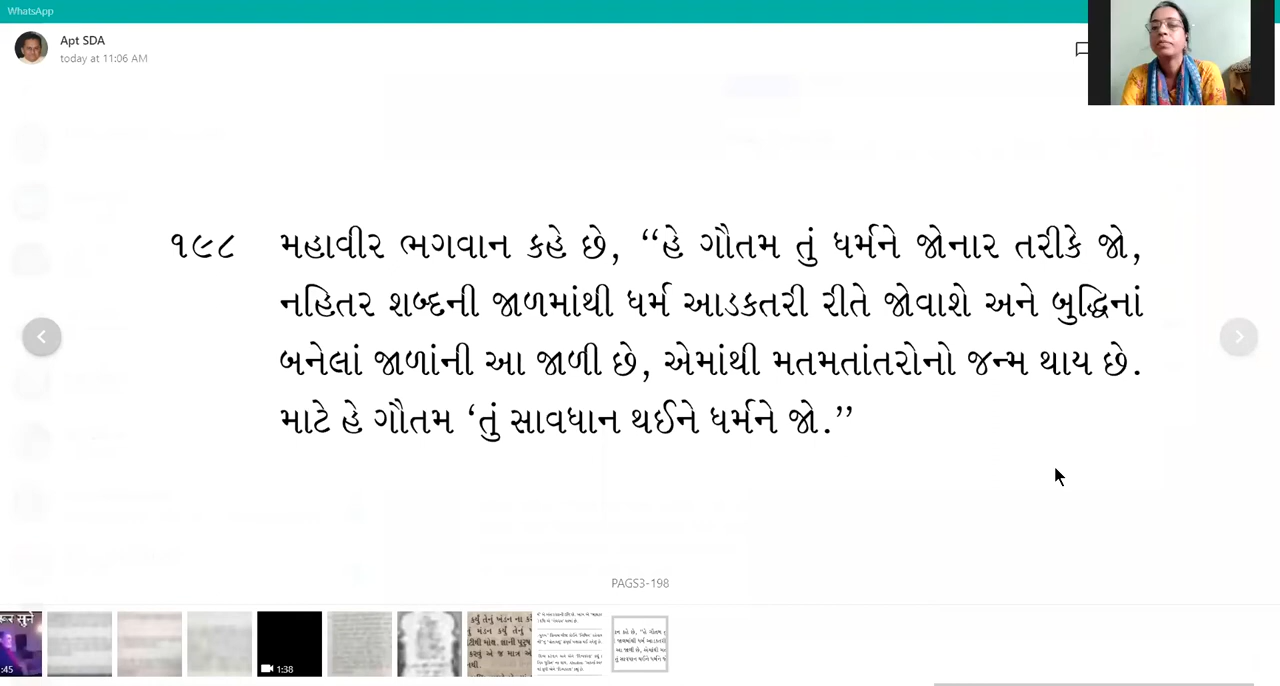 WhatsApp
Apt SDA
today at 11:06 AM
૧૯૮ મહાવીર ભગવાન કહે છે, “હે ગૌતમ તું ધર્મને જોનાર તરીકે જો,
નહિતર શબ્દની જાળમાંથી ધર્મ આડકતરી રીતે જોવાશે અને બુદ્ધિનાં
બનેલાં જાળાંની આ જાળી છે, એમાંથી મતમતાંતરોનો જન્મ થાય છે.
માટે હે ગૌતમ ‘તું સાવધાન થઈને ધર્મને જો.”
PAGS3-198
:45
1:38